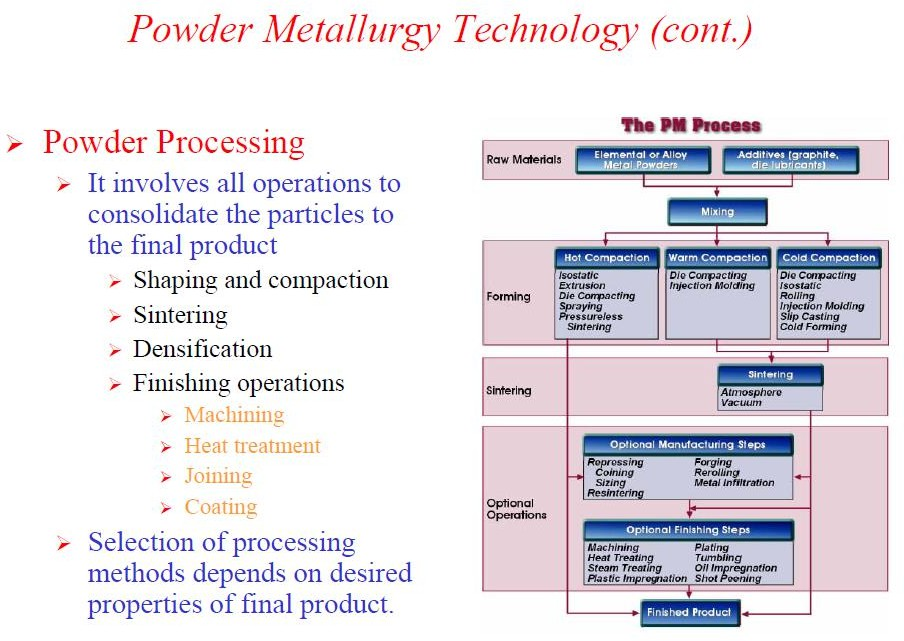 Powder Metallurgy Technology (cont.)
Powder Processing
It involves all operations to
consolidate the particles to
the final product
Shaping and compaction
Sintering
Densification
Finishing operations
Machining
Heat treatment
Joining
Coating
Selection of processing
methods depends on desired
properties of final product.
The PM Process
Raw Materials
Elemental or Alloy
Metal Powders
Additives (graphite,
die lubricants)
Mixing
Forming
Hot Compaction
Isostatic
Extrusion
Die Compacting
Spraying
Pressureless
Sintering
Warm Compaction
Die Compacting
Injection Molding
Cold Compaction
Die Compacting
Isostatic
Rolling
Injection Molding
Slip Casting
Cold Forming
Sintering
Sintering
Atmosphere
Vacuum
Optional
Operations
Optional Manufacturing Steps
Repressing
Coining
Sizing
Resintering
Forging
Rerolling
Metal Infiltration
Optional Finishing Steps
Machining
Heat Treating
Steam Treating
Plastic Impregnation
Plating
Tumbling
Oil Impregnation
Shot Peening
Finished Product